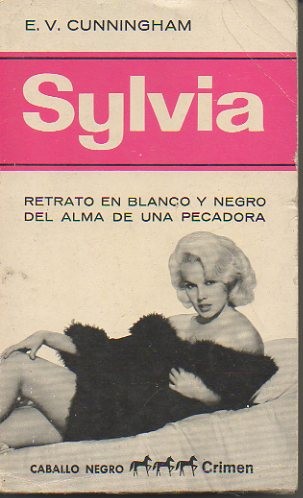 E. V. CUNNINGHAM
Sylvia
RETRATO EN BLANCO Y NEGRO
DEL ALMA DE UNA PECADORA
CABALLO NEGRO Crimen